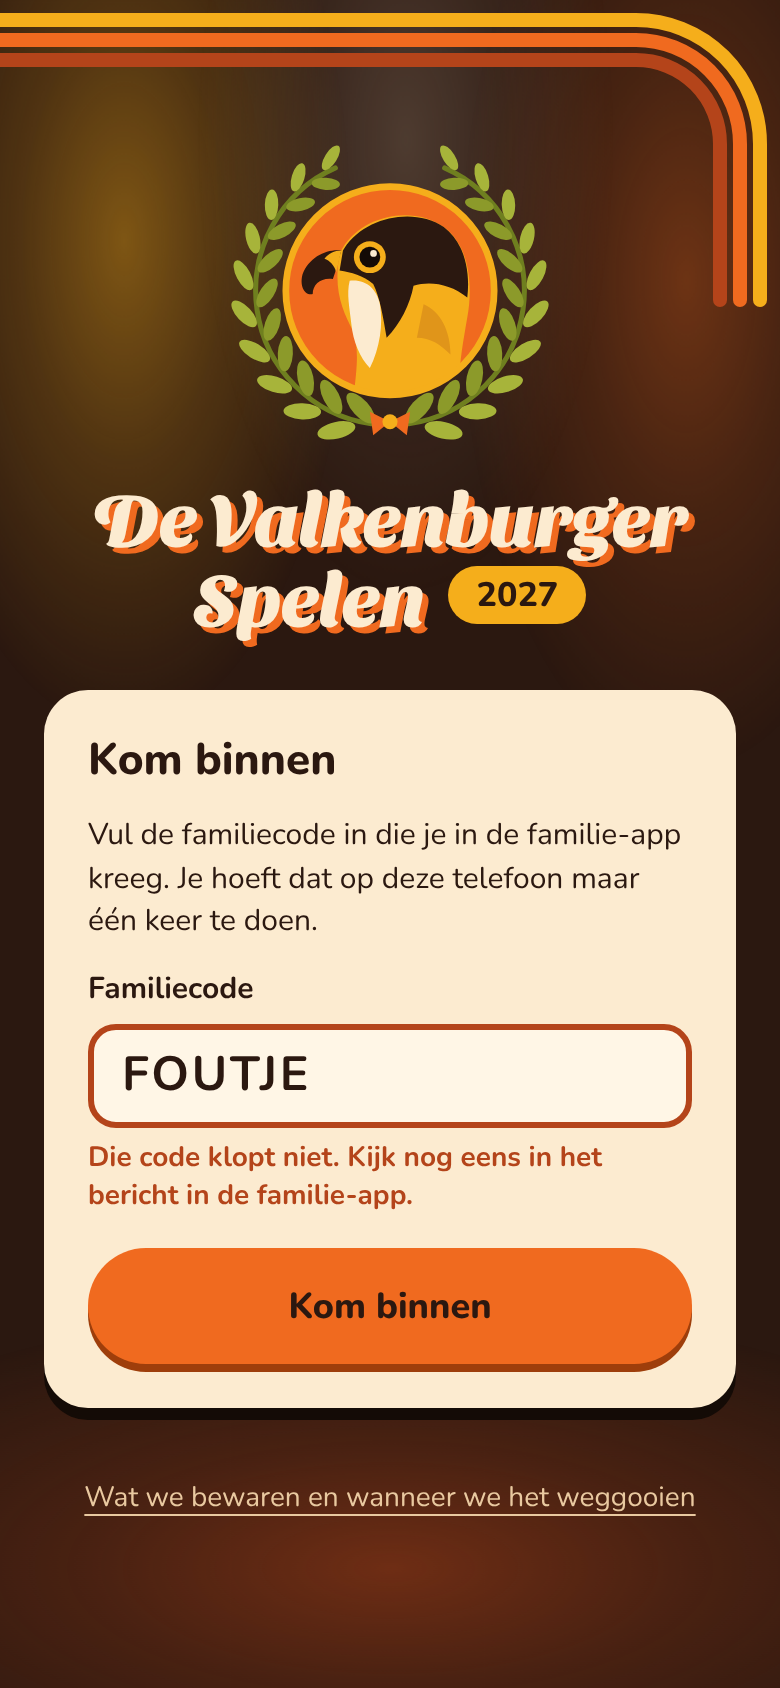 De Valkenburger
Spelen 2027
Kom binnen
Vul de familiecode in die je in de familie-app
kreeg. Je hoeft dat op deze telefoon maar
één keer te doen.
Familiecode
FOUTJE
Die code klopt niet. Kijk nog eens in het
bericht in de familie-app.
Kom binnen
Wat we bewaren en wanneer we het weggooien